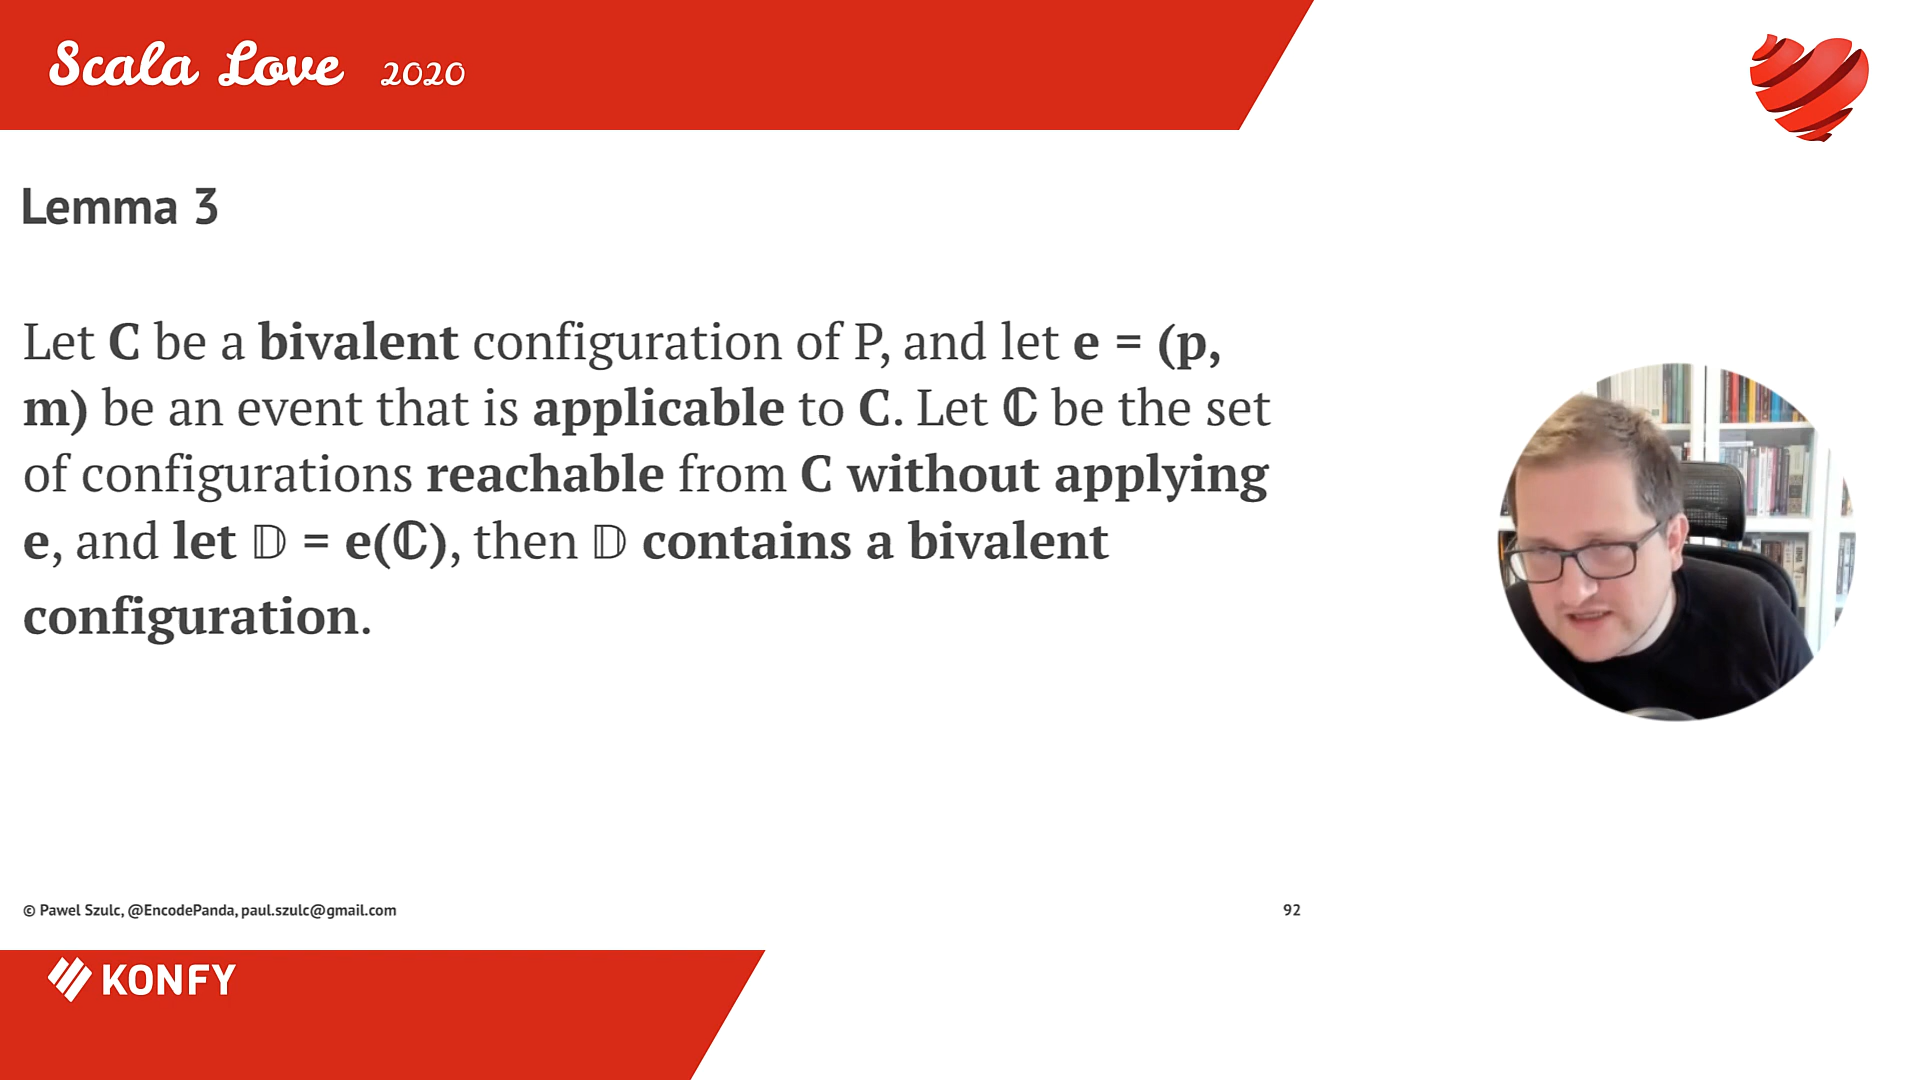 Scala Love 2020
Lemma 3
Let C be a bivalent configuration of P, and let e = (p,
m) be an event that is applicable to C. Let ℂ be the set
of configurations reachable from C without applying
e, and let 𝔻 = e(ℂ), then 𝔻 contains a bivalent
configuration.
© Pawel Szulc, @EncodePanda, paul.szulc@gmail.com
92
KONFY